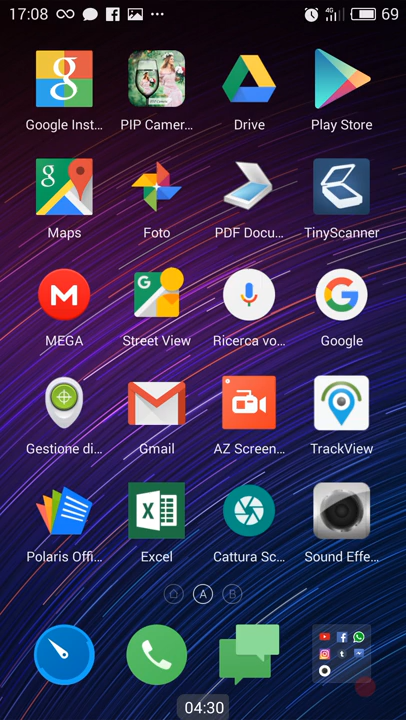 17:08 4G 69
Google Inst... PIP Camer... Drive Play Store
Maps Foto PDF Docu... TinyScanner
MEGA Street View Ricerca vo... Google
Gestione di... Gmail AZ Screen... TrackView
Polaris Offi... Excel Cattura Sc... Sound Effe...
A B
04:30